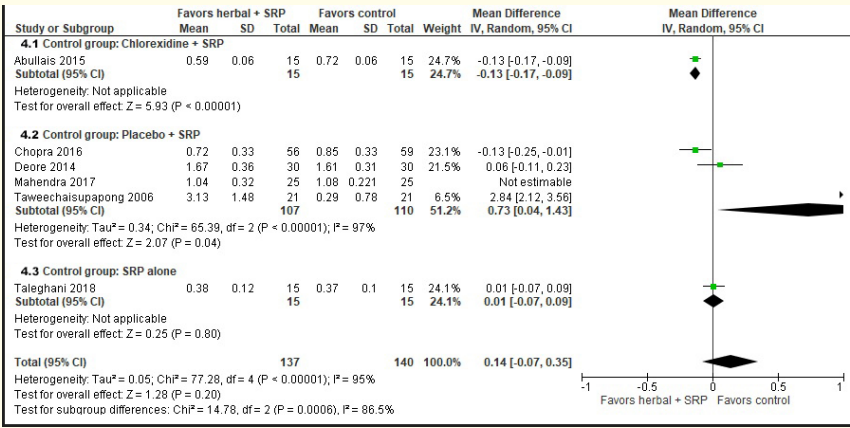 Favors herbal + SRP Favors control Mean Difference Mean Difference
Study or Subgroup Mean SD Total Mean SD Total Weight IV, Random, 95% CI IV, Random, 95% CI
4.1 Control group: Chlorexidine + SRP
Abullais 2015 0.59 0.06 15 0.72 0.06 15 24.7% -0.13 [-0.17, -0.09]
Subtotal (95% CI) 15 15 24.7% -0.13 [-0.17, -0.09]
Heterogeneity: Not applicable
Test for overall effect: Z = 5.93 (P < 0.00001)
4.2 Control group: Placebo + SRP
Chopra 2016 0.72 0.33 56 0.85 0.33 59 23.1% -0.13 [-0.25, -0.01]
Deore 2014 1.67 0.36 30 1.61 0.31 30 21.5% 0.06 [-0.11, 0.23]
Mahendra 2017 1.04 0.32 25 1.08 0.221 25 Not estimable
Taweechaisupapong 2006 3.13 1.48 21 0.29 0.78 21 6.5% 2.84 [2.12, 3.56]
Subtotal (95% CI) 107 110 51.2% 0.73 [0.04, 1.43]
Heterogeneity: Tau² = 0.34; Chi² = 65.39, df = 2 (P < 0.00001); I² = 97%
Test for overall effect: Z = 2.07 (P = 0.04)
4.3 Control group: SRP alone
Taleghani 2018 0.38 0.12 15 0.37 0.1 15 24.1% 0.01 [-0.07, 0.09]
Subtotal (95% CI) 15 15 24.1% 0.01 [-0.07, 0.09]
Heterogeneity: Not applicable
Test for overall effect: Z = 0.25 (P = 0.80)
Total (95% CI) 137 140 100.0% 0.14 [-0.07, 0.35]
Heterogeneity: Tau² = 0.05; Chi² = 77.28, df = 4 (P < 0.00001); I² = 95%
Test for overall effect: Z = 1.28 (P = 0.20)
Test for subgroup differences: Chi² = 14.78, df = 2 (P = 0.0006), I² = 86.5%
-1 -0.5 0 0.5 1
Favors herbal + SRP Favors control